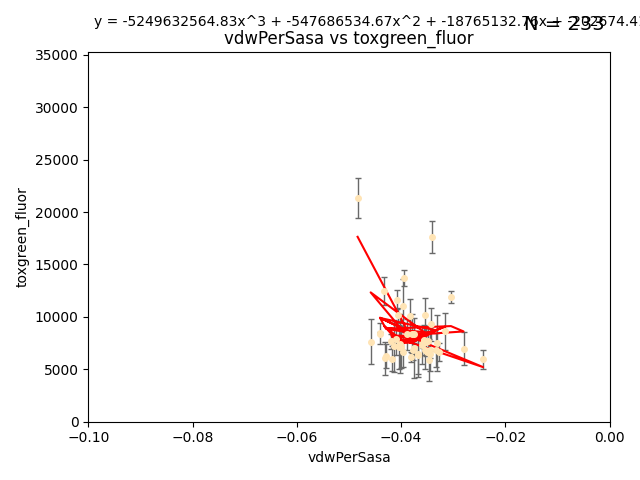 y = -5249632564.83x^3 + -547686534.67x^2 + -18765132.76x +
N = 233
vdwPerSasa vs toxgreen_fluor
35000
30000
25000
20000
15000
10000
5000
0
toxgreen_fluor
-0.10
-0.08
-0.06
-0.04
-0.02
0.00
vdwPerSasa